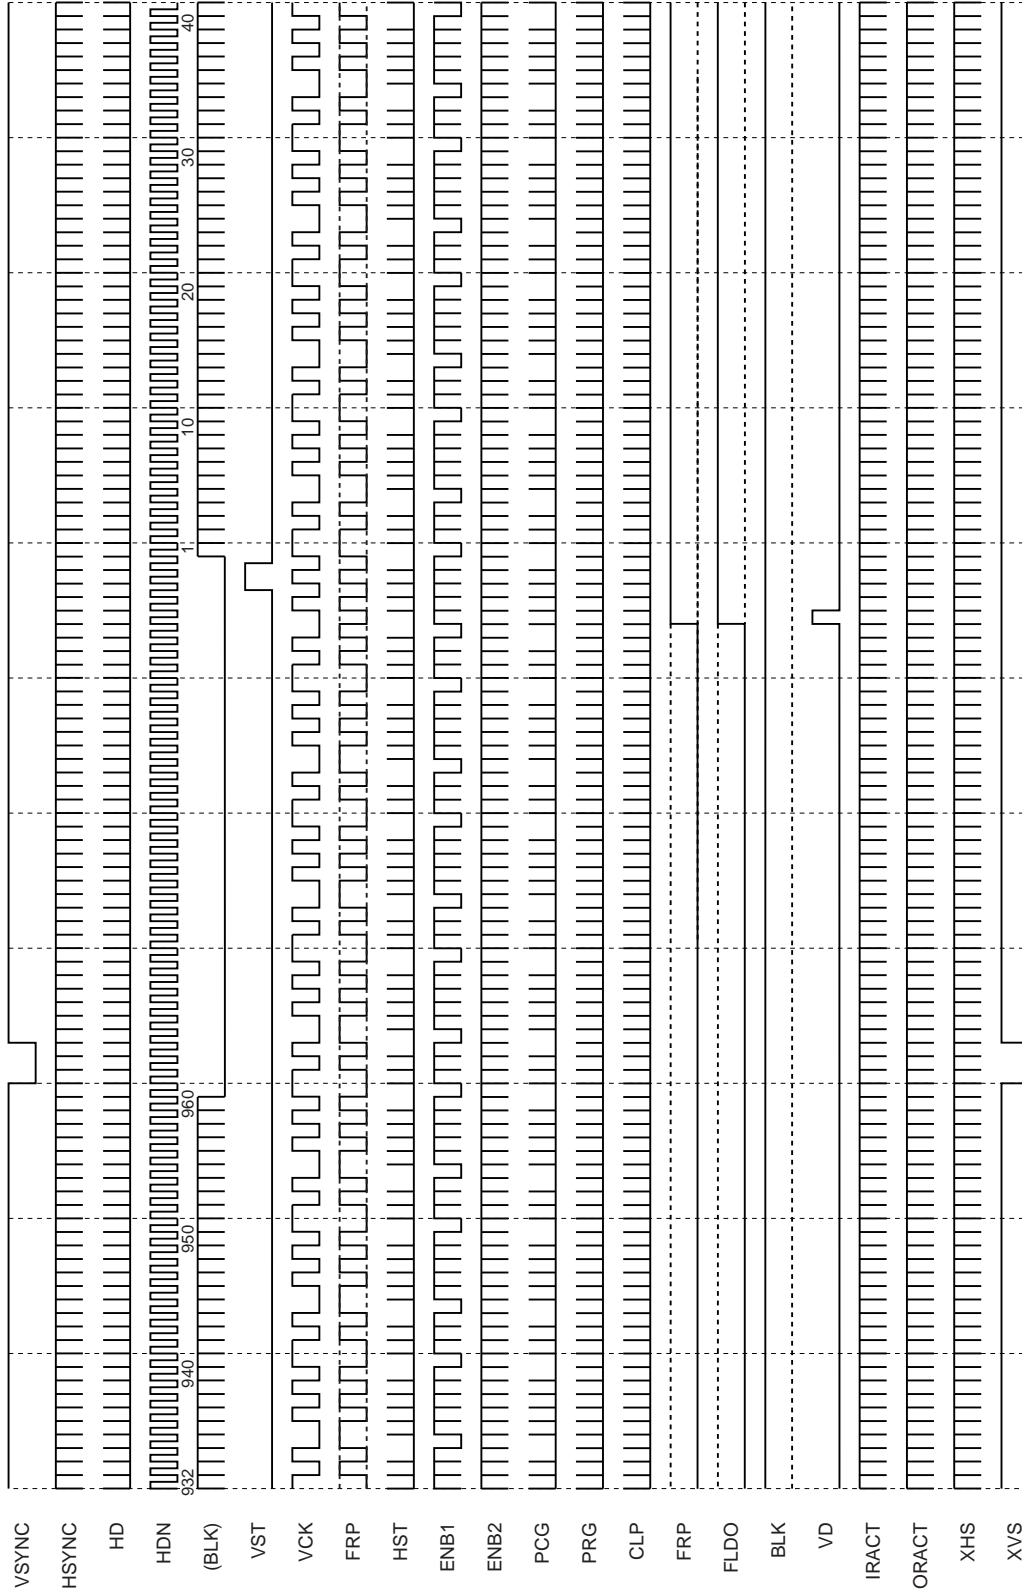 VSYNC
HSYNC
HD
HDN
932 940 950 960 1 10 20 30 40
(BLK)
VST
VCK
FRP
HST
ENB1
ENB2
PCG
PRG
CLP
FRP
FLDO
BLK
VD
IRACT
ORACT
XHS
XVS